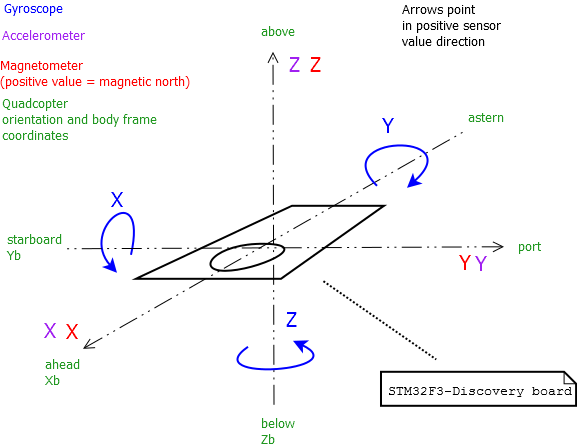 Gyroscope
Accelerometer
Magnetometer
(positive value = magnetic north)
Quadcopter
orientation and body frame
coordinates
Arrows point
in positive sensor
value direction
above
Z Z
Y
astern
X
starboard
Yb
port
Y Y
X X
Z
ahead
Xb
STM32F3-Discovery board
below
Zb